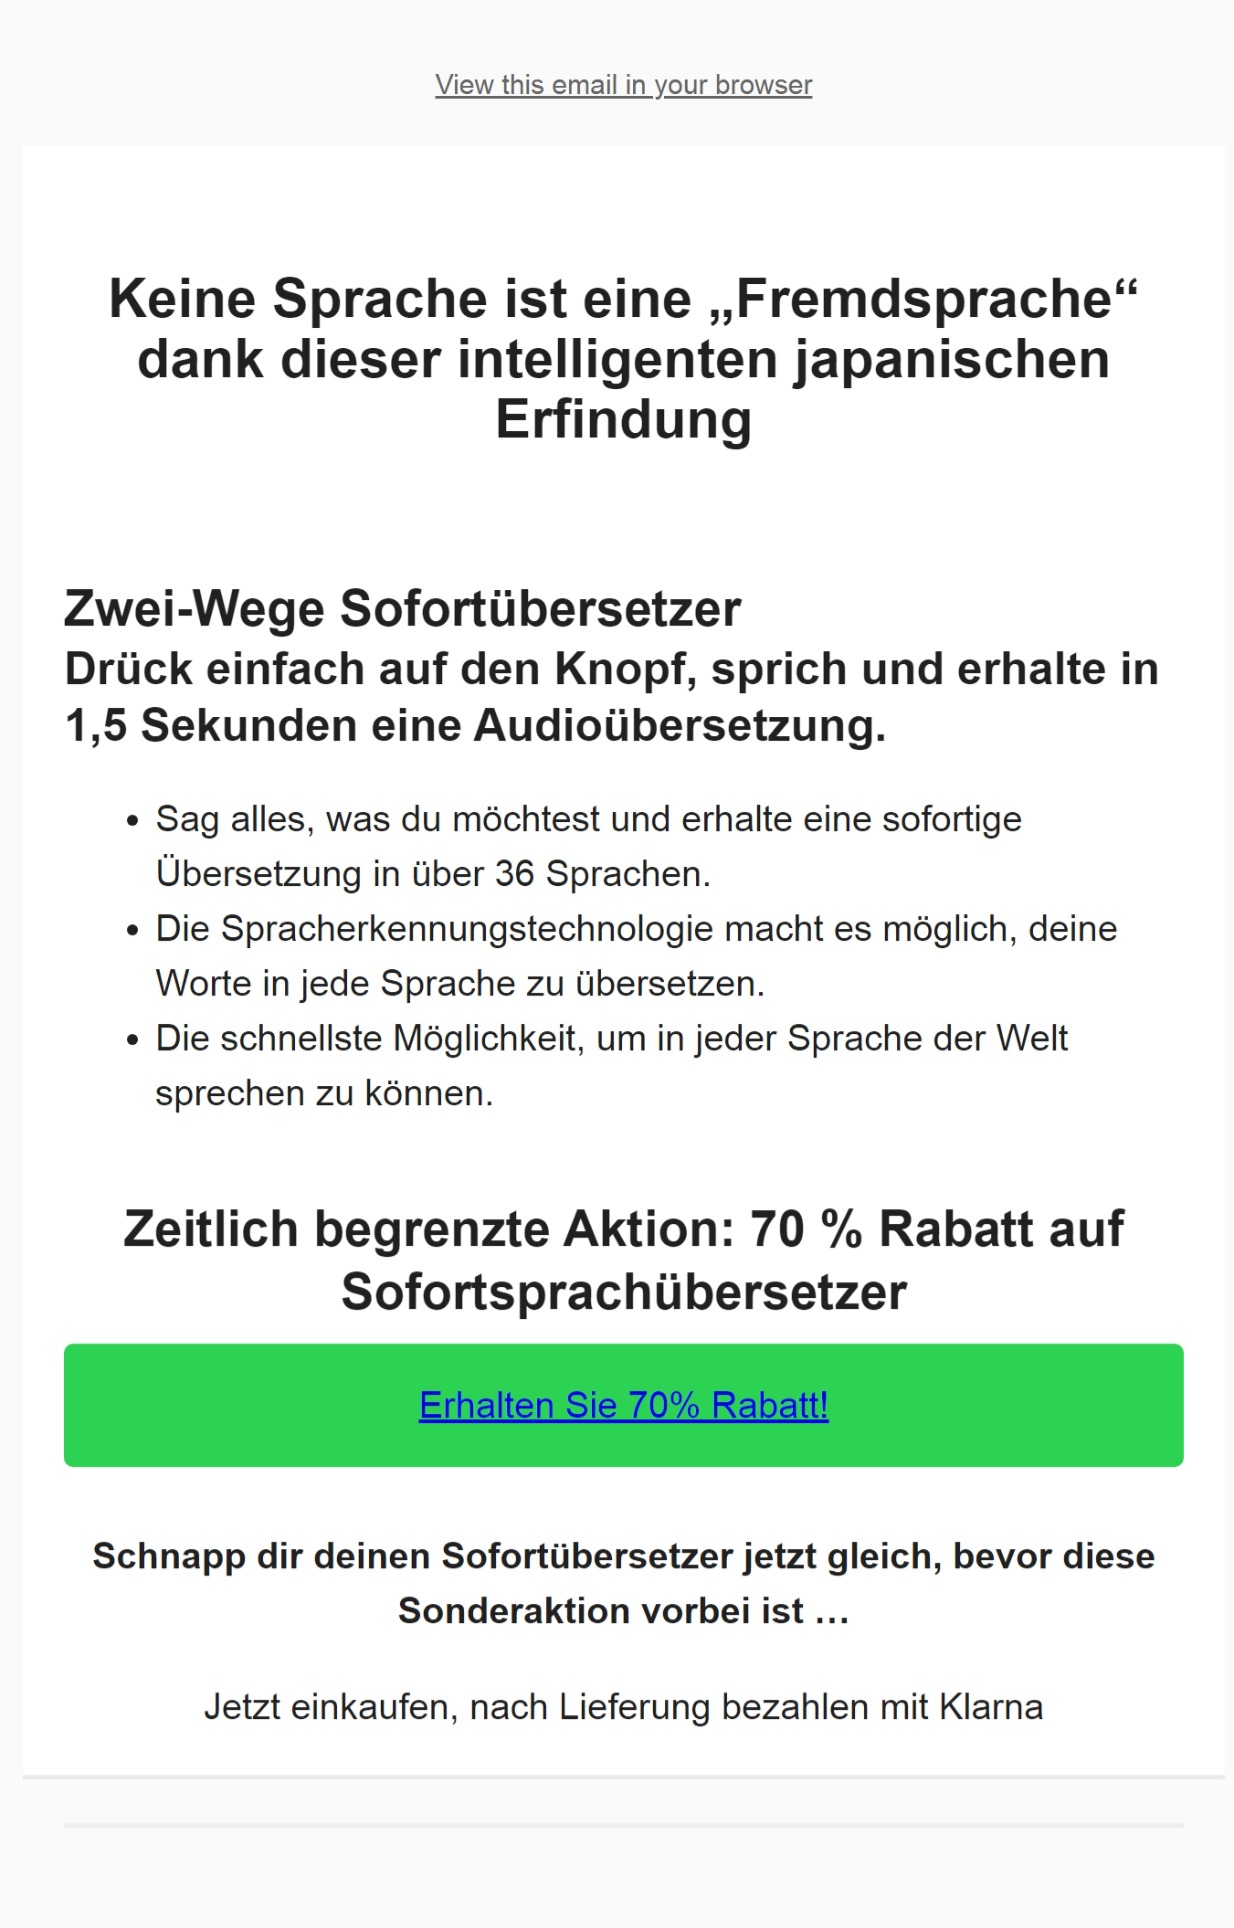 View this email in your browser
Keine Sprache ist eine „Fremdsprache“
dank dieser intelligenten japanischen
Erfindung
Zwei-Wege Sofortübersetzer
Drück einfach auf den Knopf, sprich und erhalte in
1,5 Sekunden eine Audioübersetzung.
• Sag alles, was du möchtest und erhalte eine sofortige
Übersetzung in über 36 Sprachen.
• Die Spracherkennungstechnologie macht es möglich, deine
Worte in jede Sprache zu übersetzen.
• Die schnellste Möglichkeit, um in jeder Sprache der Welt
sprechen zu können.
Zeitlich begrenzte Aktion: 70 % Rabatt auf
Sofortsprachübersetzer
Erhalten Sie 70% Rabatt!
Schnapp dir deinen Sofortübersetzer jetzt gleich, bevor diese
Sonderaktion vorbei ist …
Jetzt einkaufen, nach Lieferung bezahlen mit Klarna